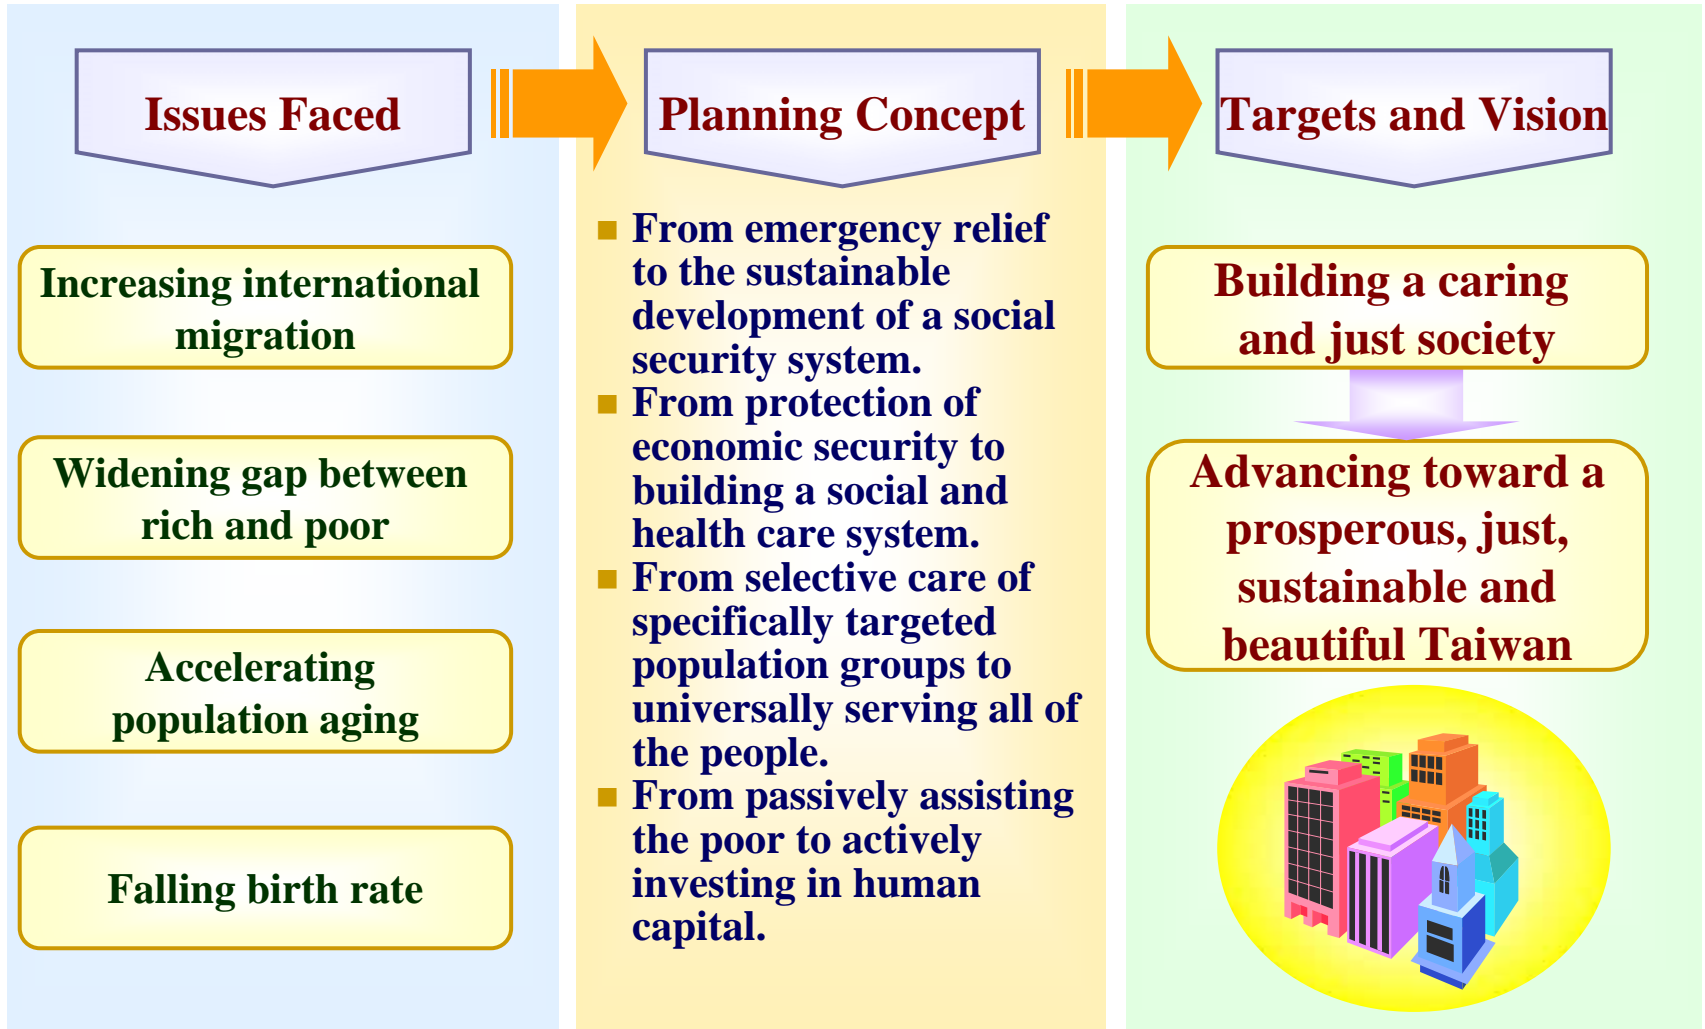 Issues Faced
Increasing international
migration
Widening gap between
rich and poor
Accelerating
population aging
Falling birth rate
Planning Concept
From emergency relief
to the sustainable
development of a social
security system.
From protection of
economic security to
building a social and
health care system.
From selective care of
specifically targeted
population groups to
universally serving all of
the people.
From passively assisting
the poor to actively
investing in human
capital.
Targets and Vision
Building a caring
and just society
Advancing toward a
prosperous, just,
sustainable and
beautiful Taiwan